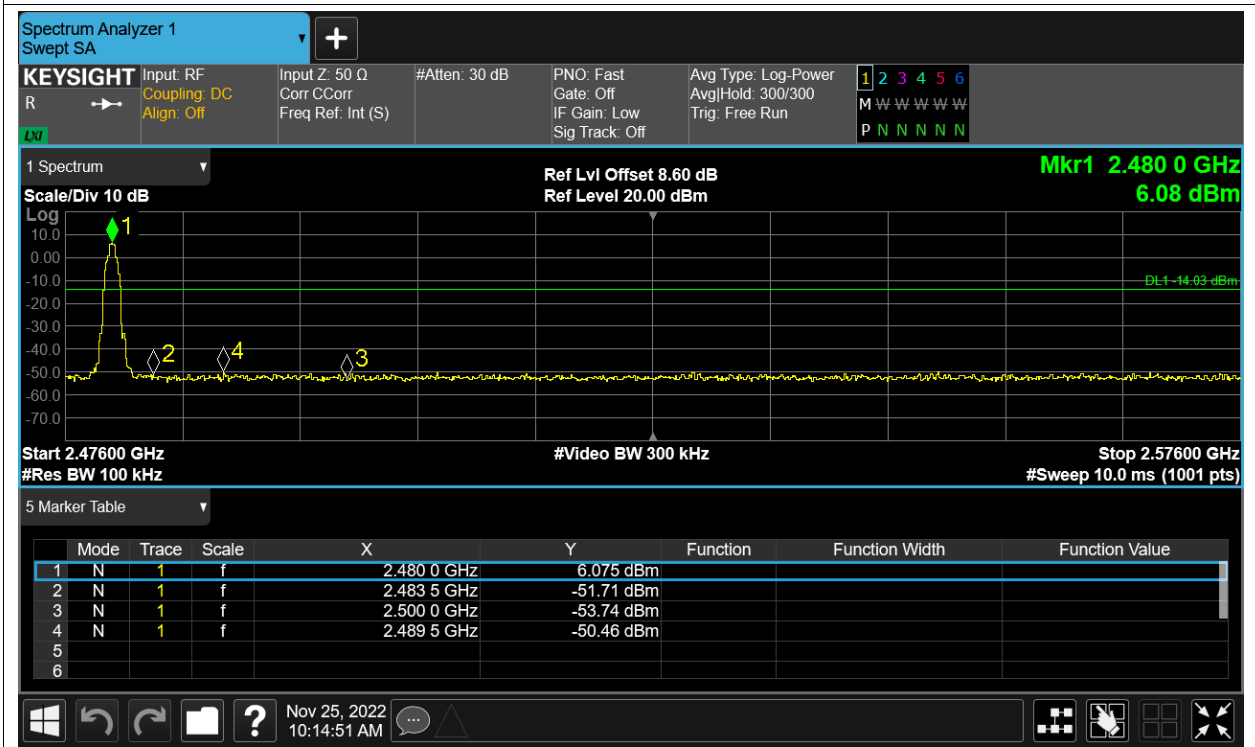 Spectrum Analyzer 1
Swept SA
KEYSIGHT
R
LXI
Input: RF
Coupling: DC
Align: Off
Input Z: 50 Ω
Corr CCorr
Freq Ref: Int (S)
#Atten: 30 dB
PNO: Fast
Gate: Off
IF Gain: Low
Sig Track: Off
Avg Type: Log-Power
Avg|Hold: 300/300
Trig: Free Run
1 2 3 4 5 6
M W W W W W
P N N N N N
1 Spectrum
Scale/Div 10 dB
Ref Lvl Offset 8.60 dB
Ref Level 20.00 dBm
Mkr1 2.480 0 GHz
6.08 dBm
Log
10.0
0.00
-10.0
-20.0
-30.0
-40.0
-50.0
-60.0
-70.0
1
DL1 -14.03 dBm
2
4
3
Start 2.47600 GHz
#Video BW 300 kHz
Stop 2.57600 GHz
#Res BW 100 kHz
#Sweep 10.0 ms (1001 pts)
5 Marker Table
Mode Trace Scale X Y Function Function Width Function Value
1 N 1 f 2.480 0 GHz 6.075 dBm
2 N 1 f 2.483 5 GHz -51.71 dBm
3 N 1 f 2.500 0 GHz -53.74 dBm
4 N 1 f 2.489 5 GHz -50.46 dBm
5
6
?
Nov 25, 2022
10:14:51 AM